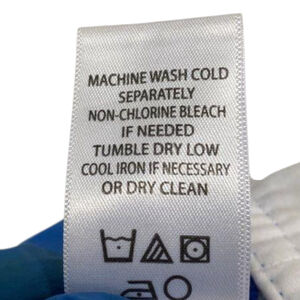 MACHINE WASH COLD
SEPARATELY
NON-CHLORINE BLEACH
IF NEEDED
TUMBLE DRY LOW
COOL IRON IF NECESSARY
OR DRY CLEAN